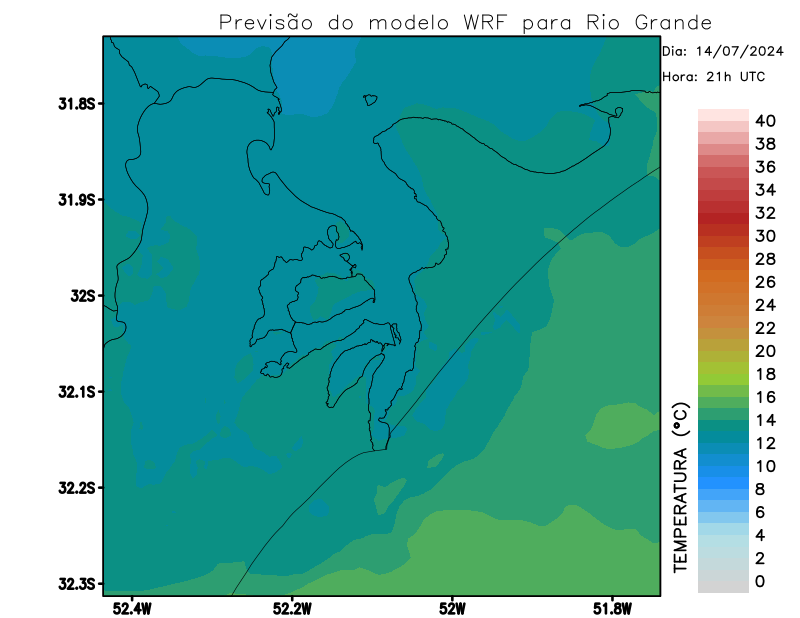 Previsão do modelo WRF para Rio Grande
Dia: 14/07/2024
Hora: 21h UTC
31.8S
31.9S
32S
32.1S
32.2S
32.3S
52.4W
52.2W
52W
51.8W
TEMPERATURA (°C)
40
38
36
34
32
30
28
26
24
22
20
18
16
14
12
10
8
6
4
2
0